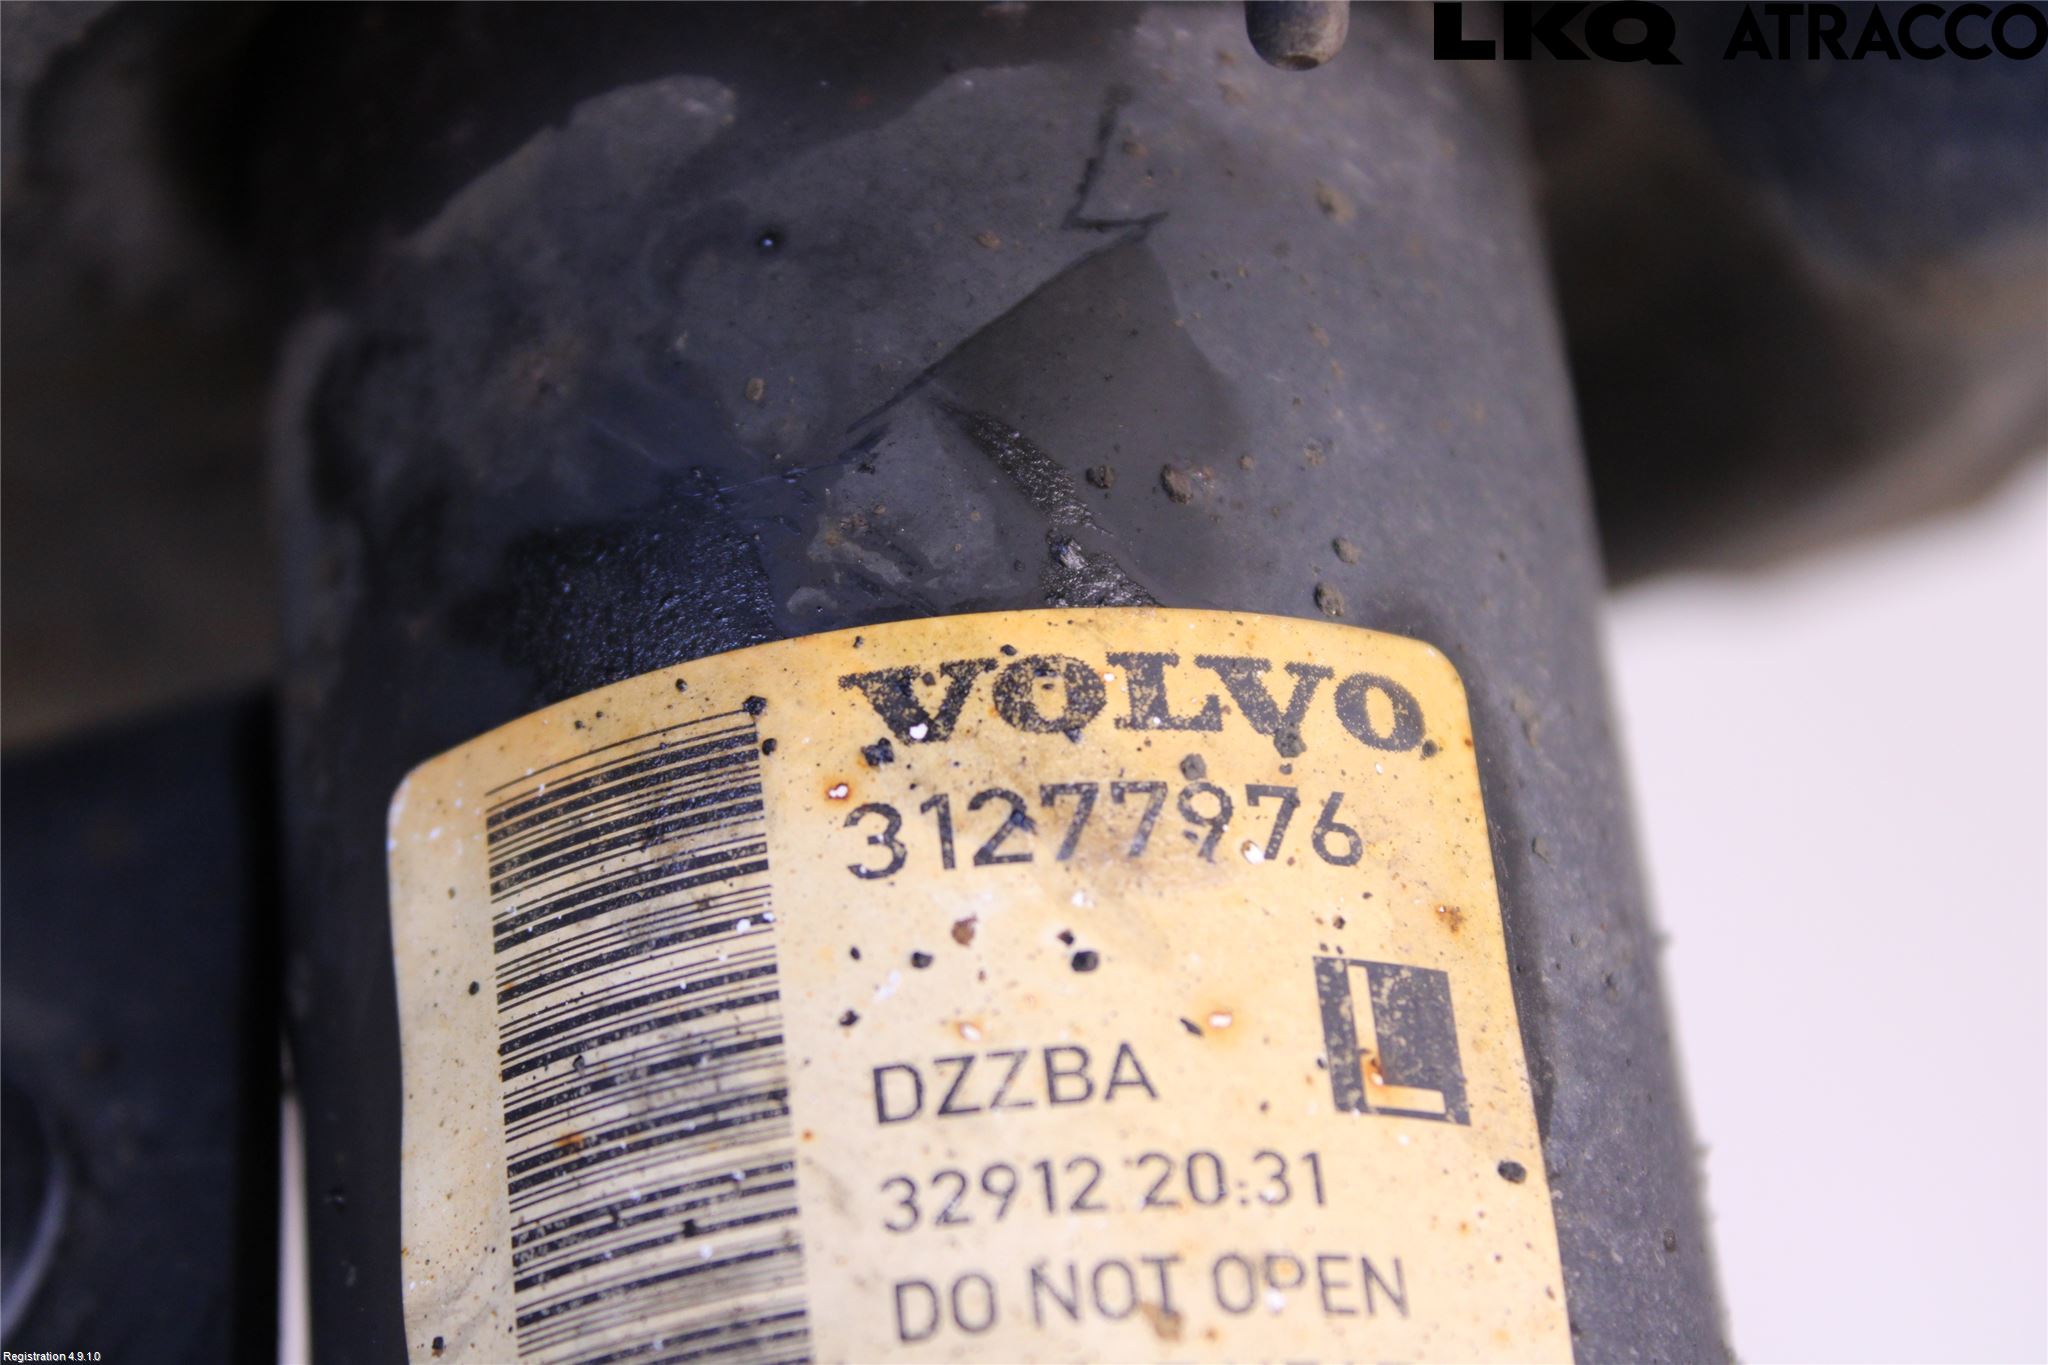 LKQ ATRACCO
VOLVO
31277976
L
DZZBA
32912 20:31
DO NOT OPEN
Registration 4.9.1.0